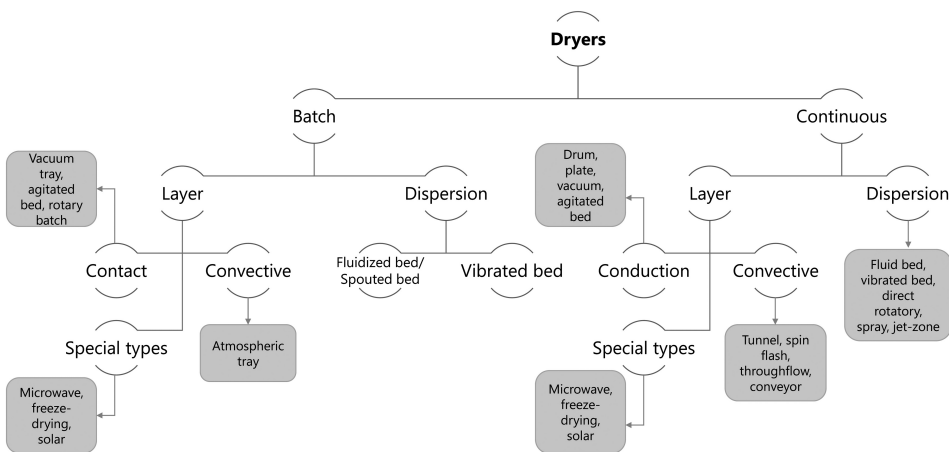 Dryers
Batch
Continuous
Vacuum
tray,
agitated
bed, rotary
batch
Layer
Dispersion
Drum,
plate,
vacuum,
agitated
bed
Layer
Dispersion
Contact
Convective
Fluidized bed/
Spouted bed
Vibrated bed
Conduction
Convective
Fluid bed,
vibrated bed,
direct
rotatory,
spray, jet-zone
Special types
Atmospheric
tray
Special types
Tunnel, spin
flash,
throughflow,
conveyor
Microwave,
freeze-
drying,
solar
Microwave,
freeze-
drying,
solar